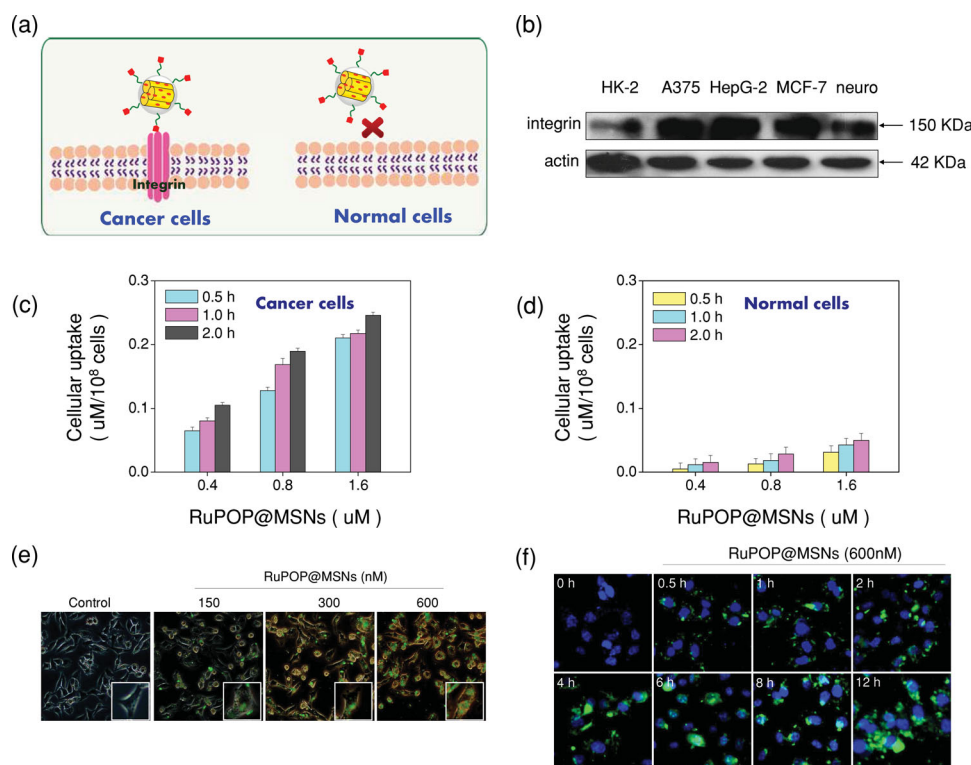 (a)
Integrin
Cancer cells
Normal cells
(b)
HK-2 A375 HepG-2 MCF-7 neuro
integrin
150 KDa
actin
42 KDa
(c)
Cellular uptake
( uM/10⁸ cells )
0.3
0.2
0.1
0.0
0.5 h
1.0 h
2.0 h
Cancer cells
0.4 0.8 1.6
RuPOP@MSNs ( uM )
(d)
Cellular uptake
( uM/10⁸ cells )
0.3
0.2
0.1
0.0
0.5 h
1.0 h
2.0 h
Normal cells
0.4 0.8 1.6
RuPOP@MSNs ( uM )
(e)
RuPOP@MSNs (nM)
Control 150 300 600
(f)
RuPOP@MSNs (600nM)
0 h 0.5 h 1 h 2 h
4 h 6 h 8 h 12 h